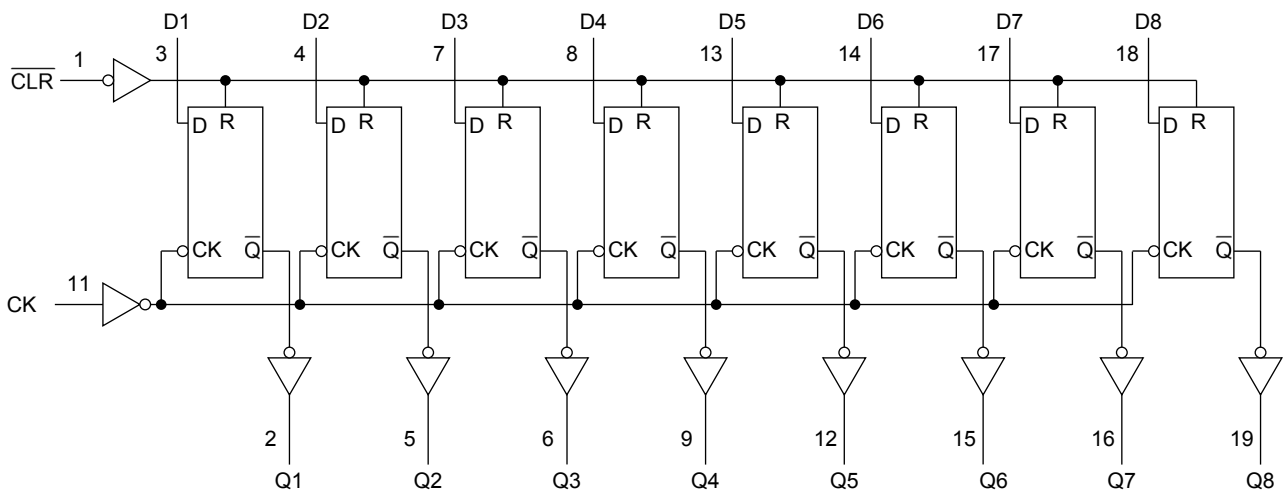 D1 D2 D3 D4 D5 D6 D7 D8
1 3 4 7 8 13 14 17 18
C̅L̅R̅
D R D R D R D R D R D R D R D R
CK Q̅ CK Q̅ CK Q̅ CK Q̅ CK Q̅ CK Q̅ CK Q̅ CK Q̅
11
CK
2 5 6 9 12 15 16 19
Q1 Q2 Q3 Q4 Q5 Q6 Q7 Q8